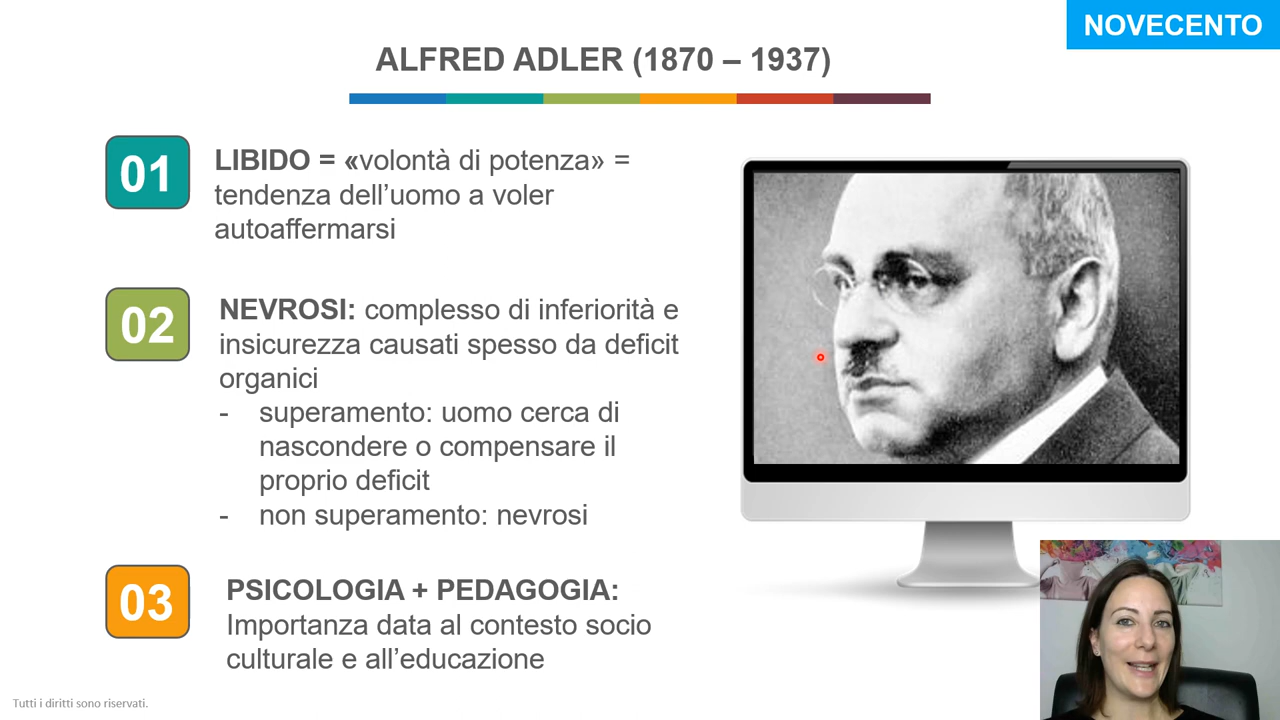 NOVECENTO
ALFRED ADLER (1870 – 1937)
01
LIBIDO = «volontà di potenza» =
tendenza dell’uomo a voler
autoaffermarsi
02
NEVROSI: complesso di inferiorità e
insicurezza causati spesso da deficit
organici
- superamento: uomo cerca di
nascondere o compensare il
proprio deficit
- non superamento: nevrosi
03
PSICOLOGIA + PEDAGOGIA:
Importanza data al contesto socio
culturale e all’educazione
Tutti i diritti sono riservati.